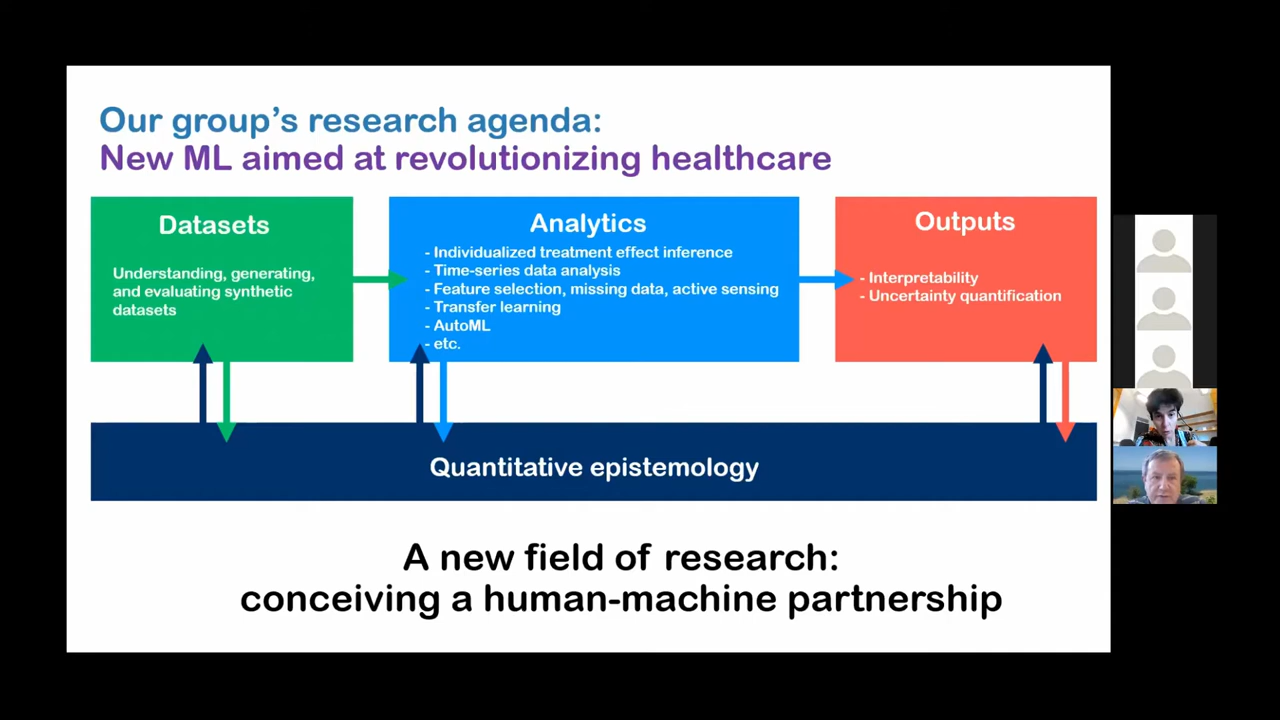 Our group's research agenda:
New ML aimed at revolutionizing healthcare
Datasets
Understanding, generating,
and evaluating synthetic
datasets
Analytics
- Individualized treatment effect inference
- Time-series data analysis
- Feature selection, missing data, active sensing
- Transfer learning
- AutoML
- etc.
Outputs
- Interpretability
- Uncertainty quantification
Quantitative epistemology
A new field of research:
conceiving a human-machine partnership